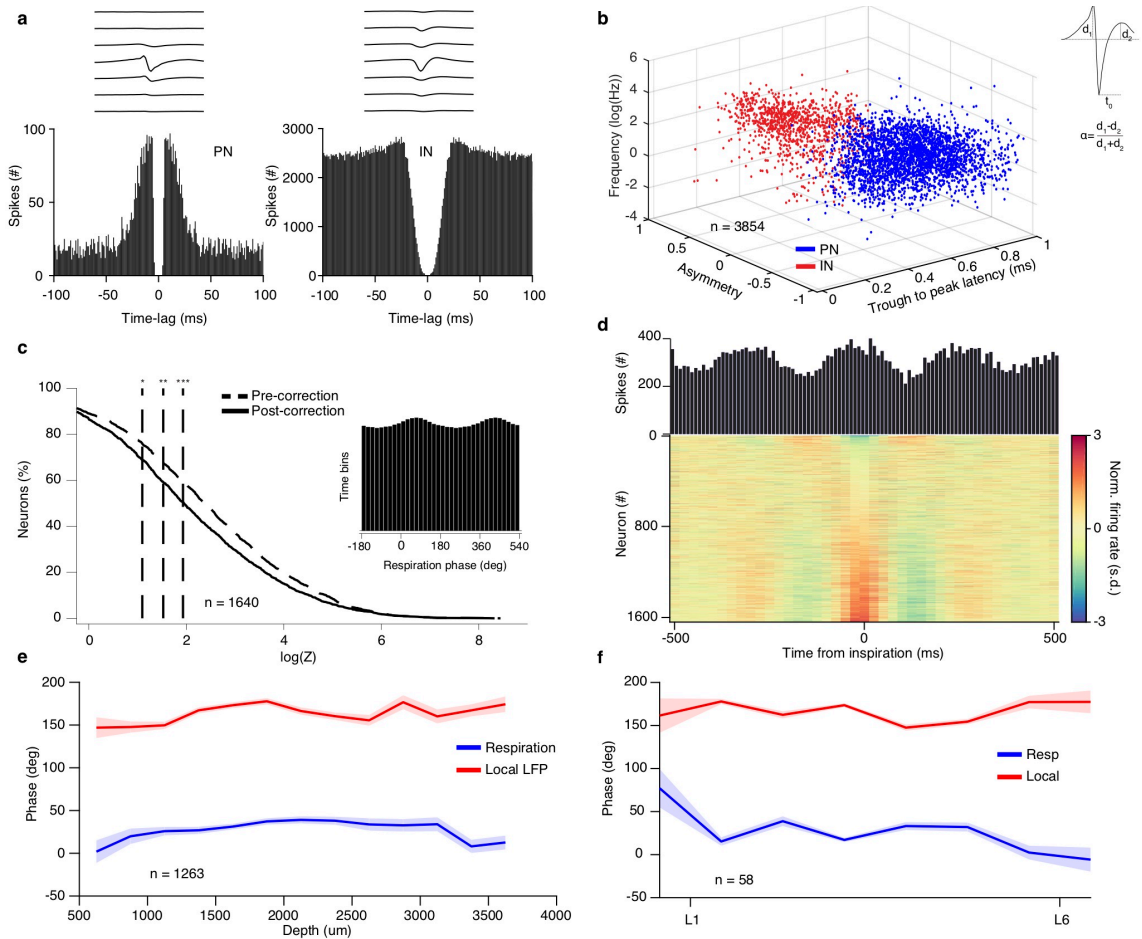 a
PN
Spikes (#)
100
50
0
-100
-50
0
50
100
Time-lag (ms)
IN
Spikes (#)
3000
2000
1000
0
-100
-50
0
50
100
Time-lag (ms)
b
Frequency (log(Hz))
6
4
2
0
-2
-4
1
0.5
0
-0.5
-1
Asymmetry
0
0.2
0.4
0.6
0.8
1
Trough to peak latency (ms)
n = 3854
PN
IN
d1
d2
t0
α=
d1-d2
d1+d2
c
Neurons (%)
100
80
60
40
20
0
* ** ***
Pre-correction
Post-correction
n = 1640
0
2
4
6
8
log(Z)
Time bins
-180
0
180
360
540
Respiration phase (deg)
d
Spikes (#)
400
200
0
Neuron (#)
800
1600
-500
0
500
Time from inspiration (ms)
3
0
-3
Norm. firing rate (s.d.)
e
Phase (deg)
200
150
100
50
0
-50
Respiration
Local LFP
n = 1263
500
1000
1500
2000
2500
3000
3500
4000
Depth (um)
f
Phase (deg)
200
150
100
50
0
-50
Resp
Local
n = 58
L1
L6